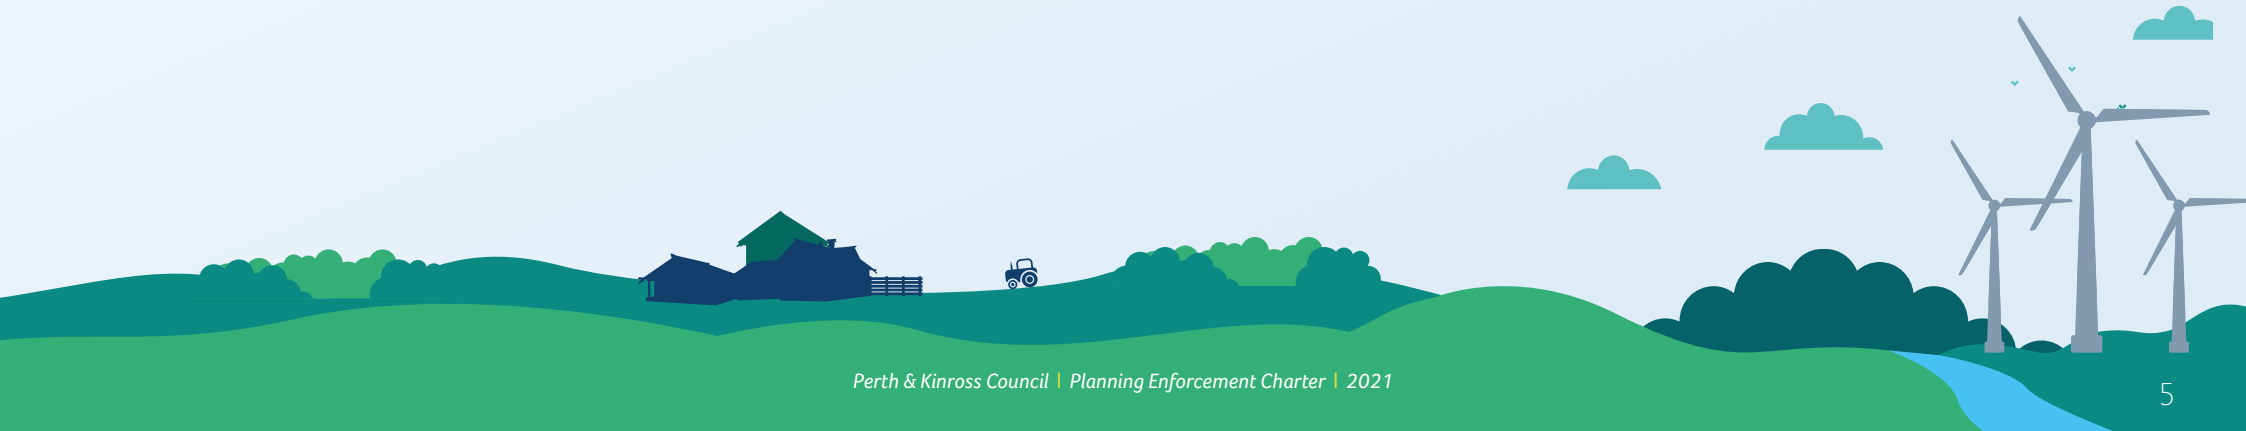 Perth & Kinross Council | Planning Enforcement Charter | 2021
5